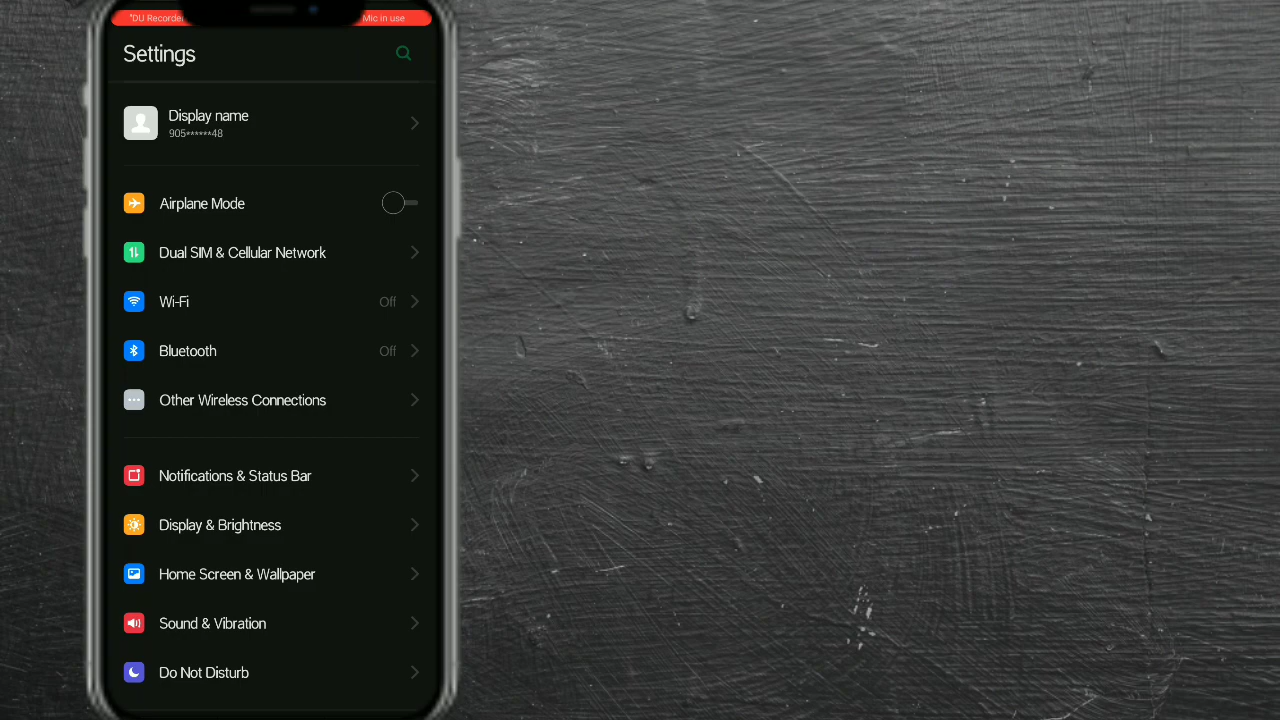 "DU Recorder
Mic in use
Settings
Display name
905******48
Airplane Mode
Dual SIM & Cellular Network
Wi-Fi
Off
Bluetooth
Off
Other Wireless Connections
Notifications & Status Bar
Display & Brightness
Home Screen & Wallpaper
Sound & Vibration
Do Not Disturb